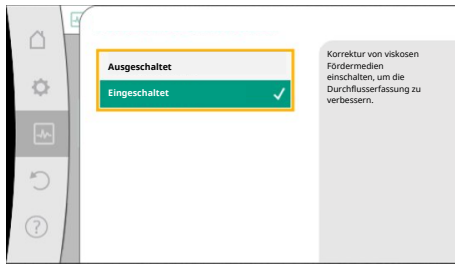 Ausgeschaltet
Eingeschaltet
Korrektur von viskosen
Fördermedien
einschalten, um die
Durchflusserfassung zu
verbessern.